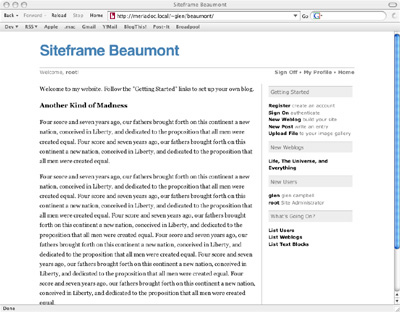 Siteframe Beaumont
Back Forward Reload Stop Home http://meriadoc.local/~glen/beaumont/ Go
Dev RSS Apple .mac Gmail YMail BlogThis! Post-It Broadpool
Siteframe Beaumont
Welcome, root: Sign Off • My Profile • Home
Welcome to my website. Follow the "Getting Started" links to set up your own blog.
Another Kind of Madness
Four score and seven years ago, our fathers brought forth on this continent a new
nation, conceived in Liberty, and dedicated to the proposition that all men were
created equal. Four score and seven years ago, our fathers brought forth on this
continent a new nation, conceived in Liberty, and dedicated to the proposition that
all men were created equal.
Four score and seven years ago, our fathers brought forth on this continent a new
nation, conceived in Liberty, and dedicated to the proposition that all men were
created equal. Four score and seven years ago, our fathers brought forth on this
continent a new nation, conceived in Liberty, and dedicated to the proposition that
all men were created equal. Four score and seven years ago, our fathers brought
forth on this continent a new nation, conceived in Liberty, and dedicated to the
proposition that all men were created equal. Four score and seven years ago, our
fathers brought forth on this continent a new nation, conceived in Liberty, and
dedicated to the proposition that all men were created equal. Four score and seven
years ago, our fathers brought forth on this continent a new nation, conceived in
Liberty, and dedicated to the proposition that all men were created equal. Four
score and seven years ago, our fathers brought forth on this continent a new nation,
conceived in Liberty, and dedicated to the proposition that all men were created
equal.
Getting Started
Register create an account
Sign On authenticate
New Weblog build your site
New Post write an entry
Upload File to your image gallery
New Weblogs
Life, The Universe, and
Everything
New Users
glen glen campbell
root Site Administrator
What's Going On?
List Users
List Weblogs
List Text Blocks
Done